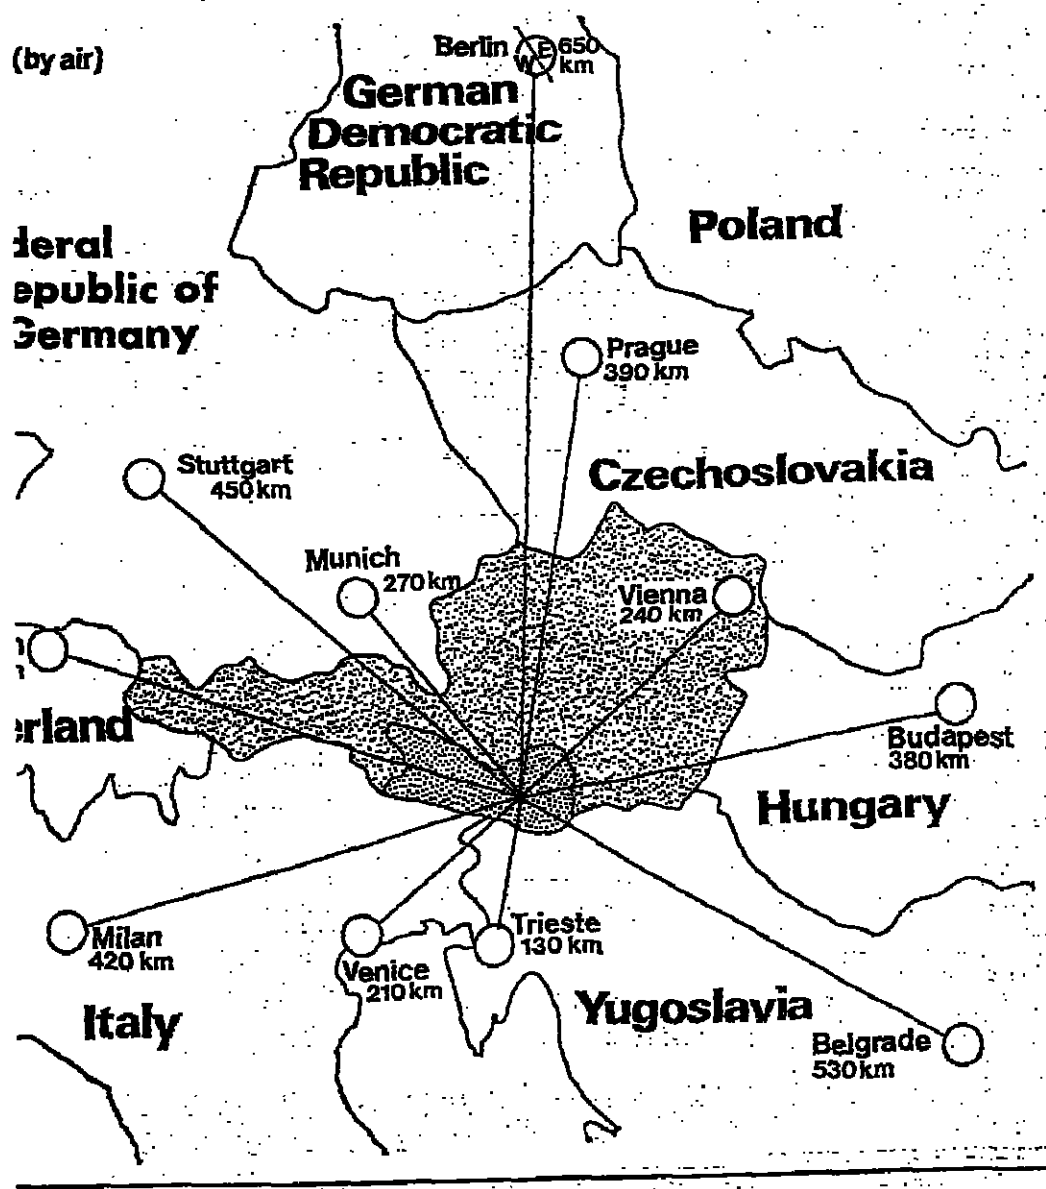 (by air)
Berlin
W E
650
km
German
Democratic
Republic
Poland
deral
epublic of
Germany
Prague
390 km
Stuttgart
450 km
Czechoslovakia
Munich
270 km
Vienna
240 km
erland
Budapest
380 km
Hungary
Milan
420 km
Venice
210 km
Trieste
130 km
Italy
Yugoslavia
Belgrade
530 km